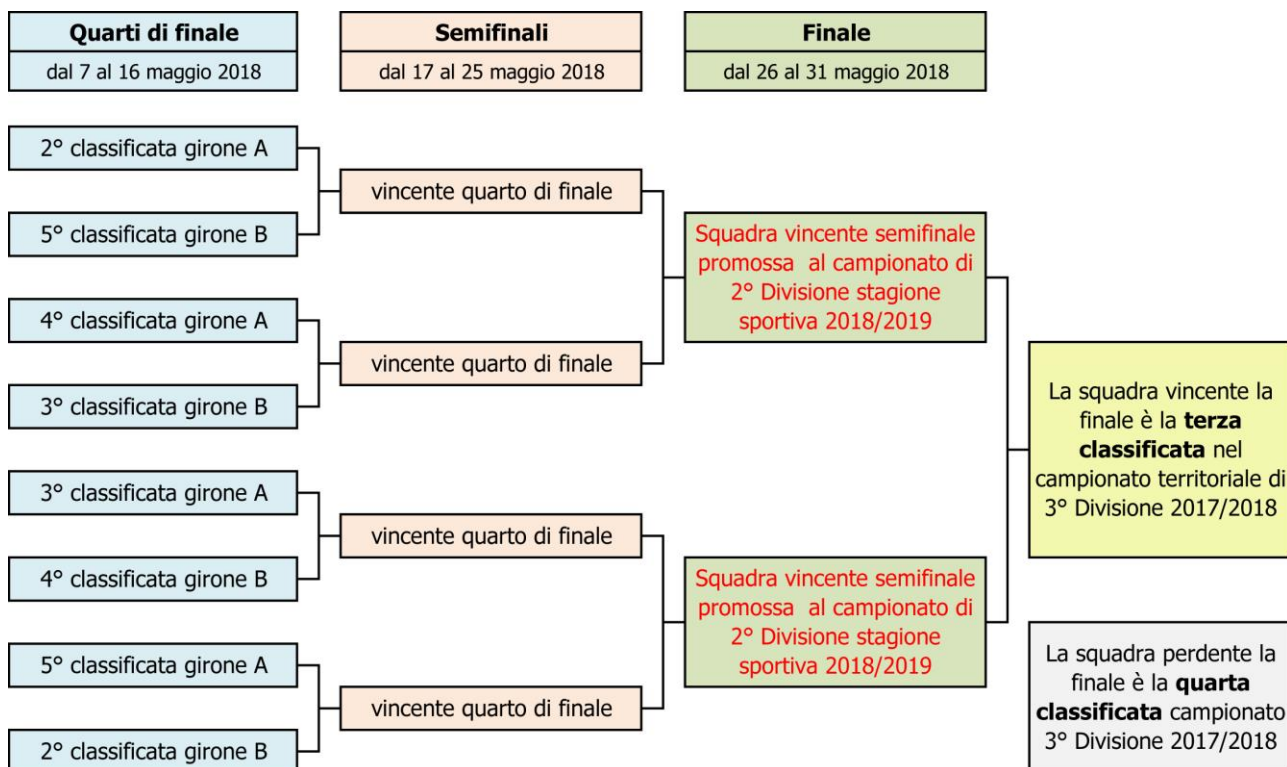 Quarti di finale
dal 7 al 16 maggio 2018
Semifinali
dal 17 al 25 maggio 2018
Finale
dal 26 al 31 maggio 2018
2° classificata girone A
5° classificata girone B
4° classificata girone A
3° classificata girone B
3° classificata girone A
4° classificata girone B
5° classificata girone A
2° classificata girone B
vincente quarto di finale
vincente quarto di finale
vincente quarto di finale
vincente quarto di finale
Squadra vincente semifinale
promossa al campionato di
2° Divisione stagione
sportiva 2018/2019
Squadra vincente semifinale
promossa al campionato di
2° Divisione stagione
sportiva 2018/2019
La squadra vincente la
finale è la terza
classificata nel
campionato territoriale di
3° Divisione 2017/2018
La squadra perdente la
finale è la quarta
classificata campionato
3° Divisione 2017/2018